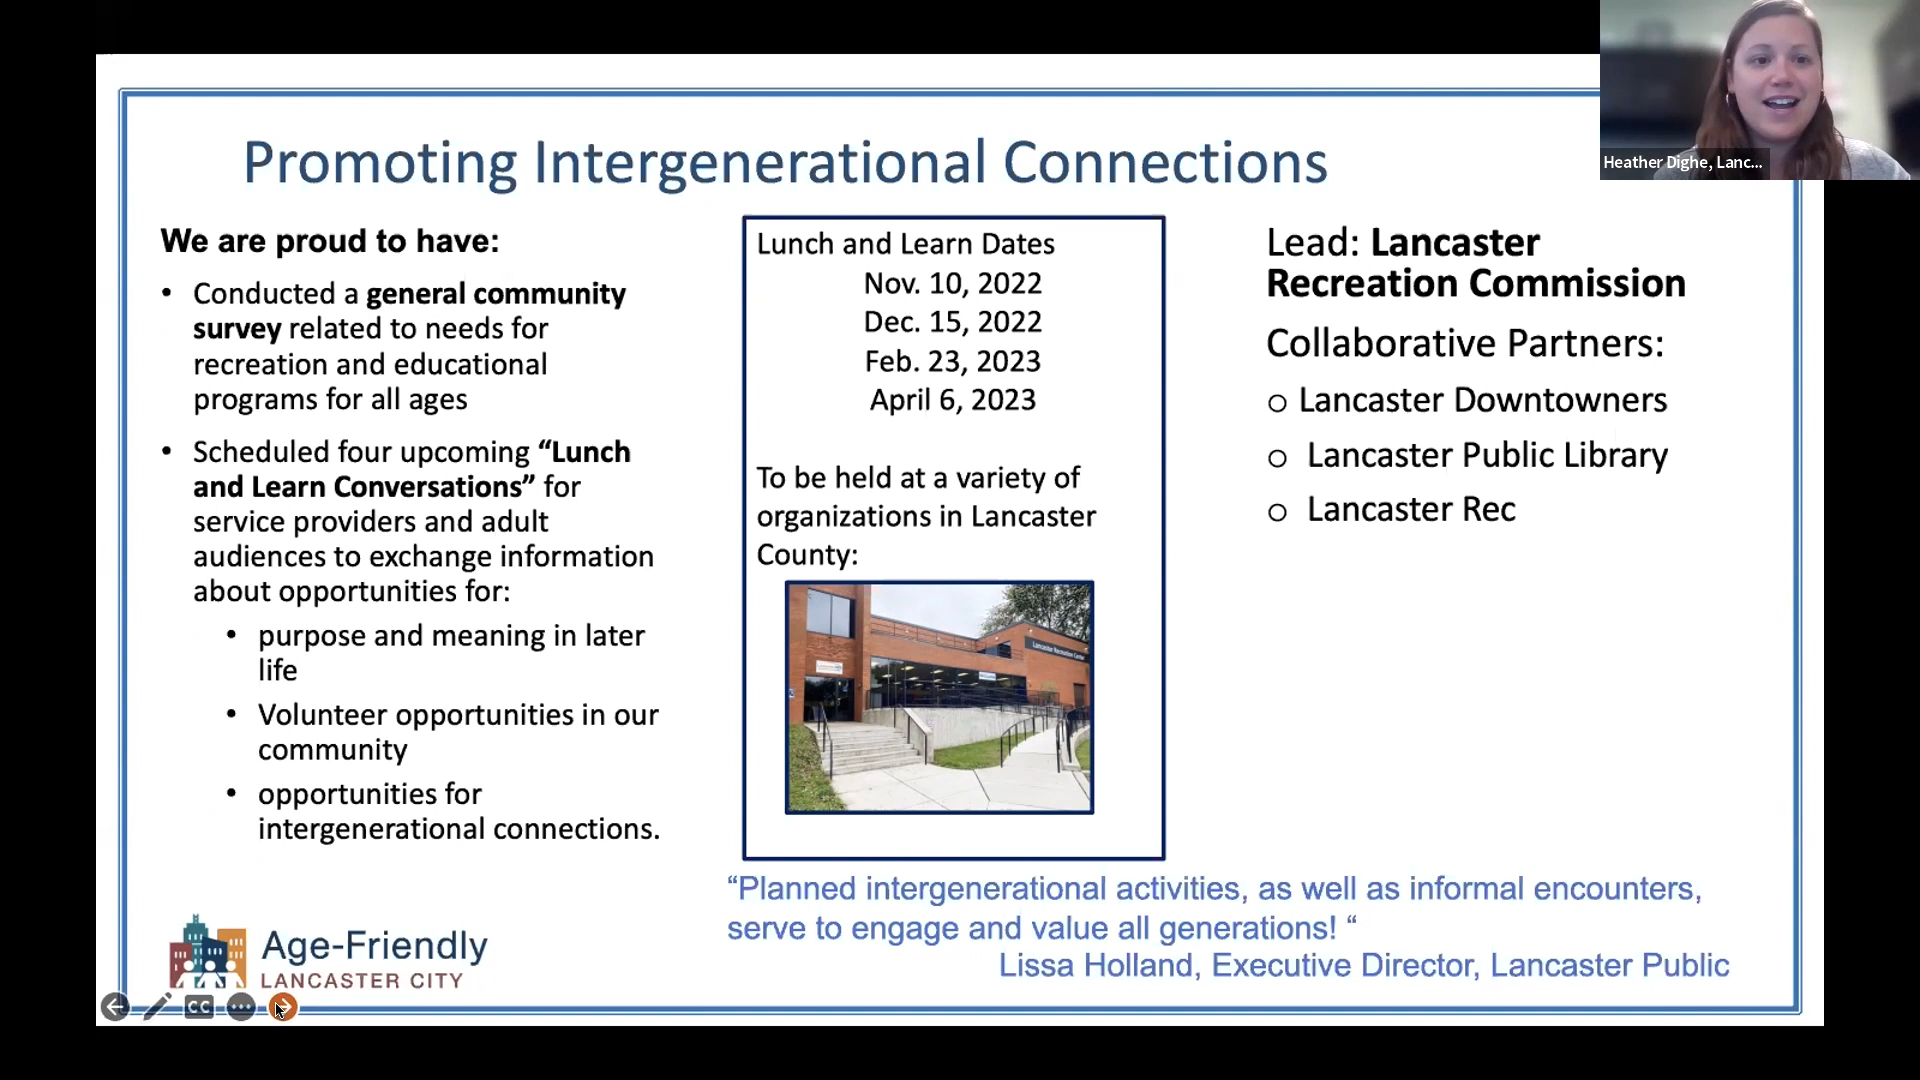 Heather Dighe, Lanc...
Promoting Intergenerational Connections
We are proud to have:
• Conducted a general community
survey related to needs for
recreation and educational
programs for all ages
• Scheduled four upcoming “Lunch
and Learn Conversations” for
service providers and adult
audiences to exchange information
about opportunities for:
• purpose and meaning in later
life
• Volunteer opportunities in our
community
• opportunities for
intergenerational connections.
Lunch and Learn Dates
Nov. 10, 2022
Dec. 15, 2022
Feb. 23, 2023
April 6, 2023
To be held at a variety of
organizations in Lancaster
County:
Lancaster Recreation Center
Lead: Lancaster
Recreation Commission
Collaborative Partners:
o Lancaster Downtowners
o Lancaster Public Library
o Lancaster Rec
“Planned intergenerational activities, as well as informal encounters,
serve to engage and value all generations! “
Lissa Holland, Executive Director, Lancaster Public
Age-Friendly
LANCASTER CITY
CC